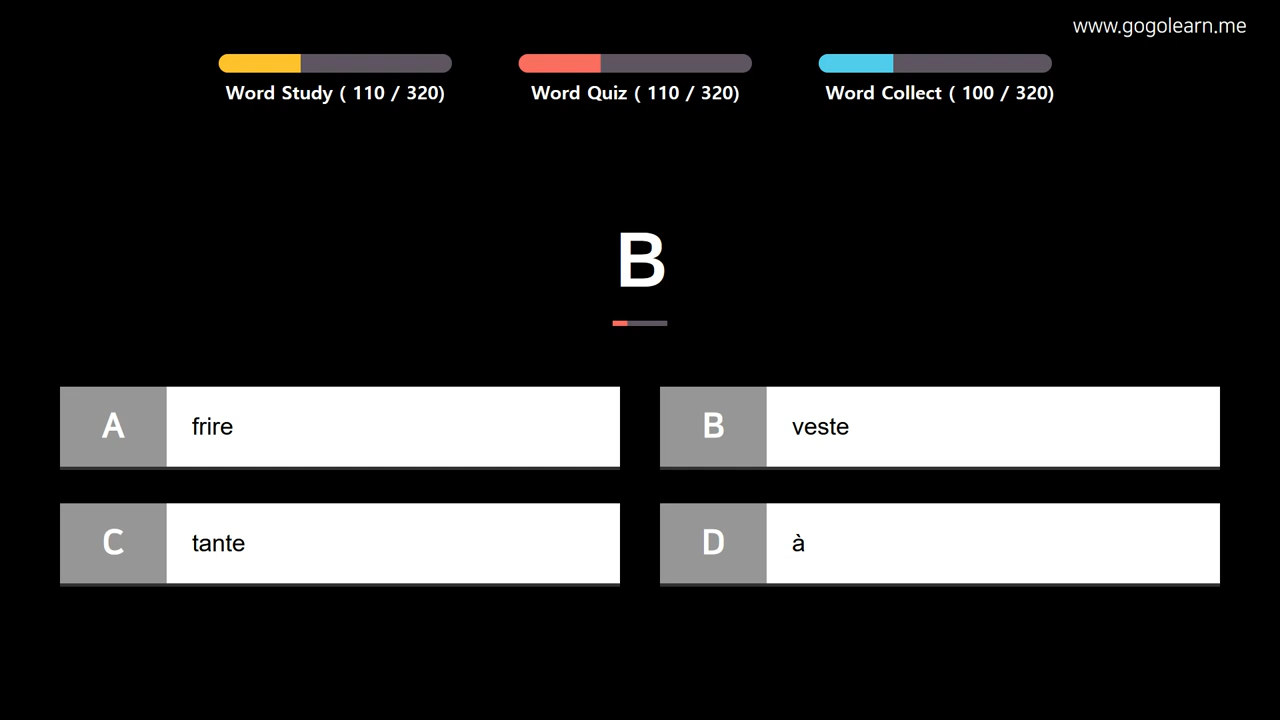 www.gogolearn.me
Word Study ( 110 / 320)
Word Quiz ( 110 / 320)
Word Collect ( 100 / 320)
B
A
frire
B
veste
C
tante
D
à